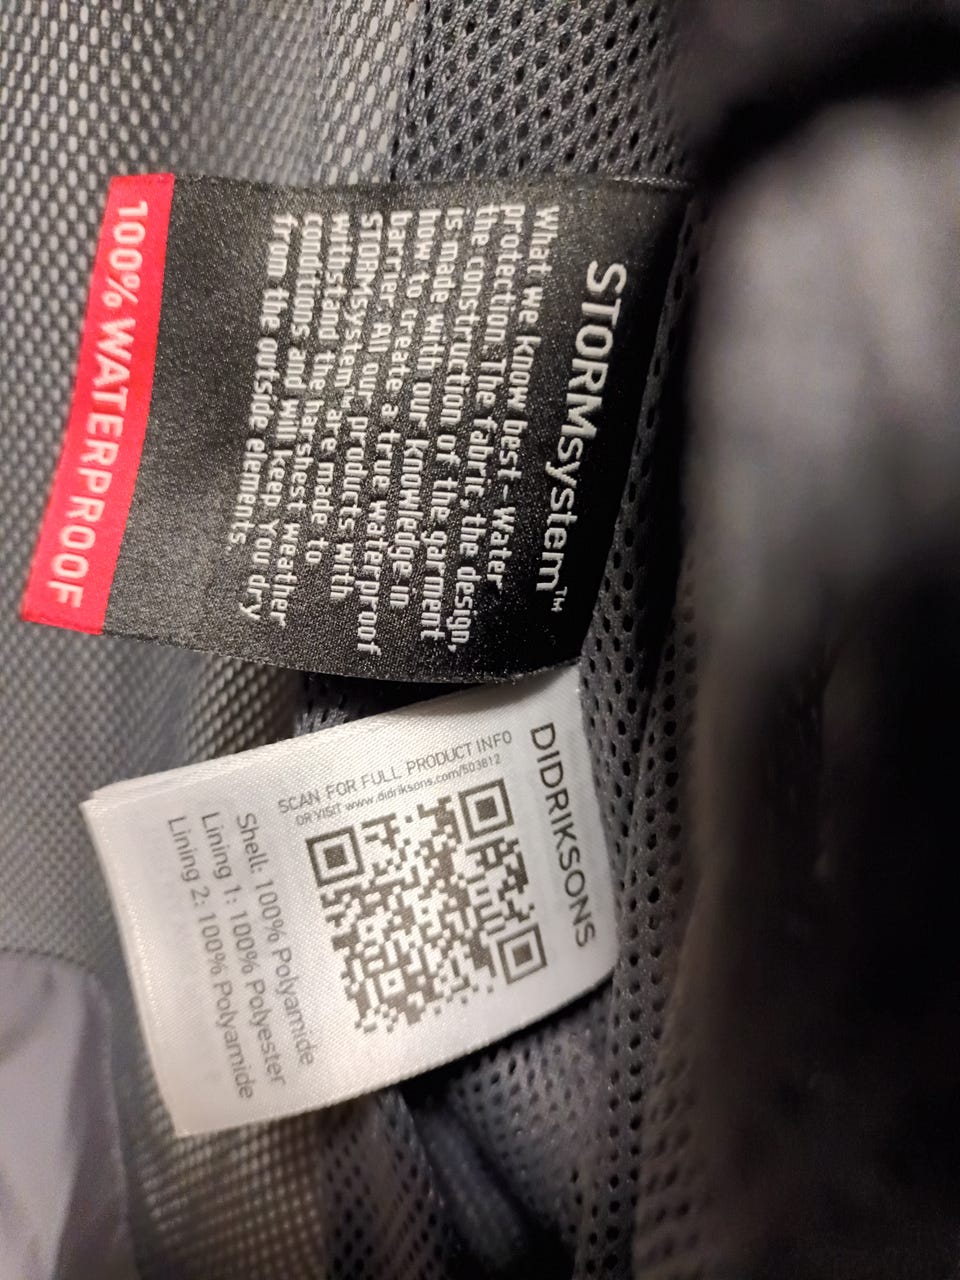 STORMsystem™
What we know best - water
protection. The fabric, the design,
the construction of the garment
is made with our knowledge in
how to create a true waterproof
barrier. All our products with
STORMsystem™ are made to
withstand the harshest weather
conditions and will keep you dry
from the outside elements.
100% WATERPROOF
DIDRIKSONS
SCAN FOR FULL PRODUCT INFO
OR VISIT www.didriksons.com/503812
Shell: 100% Polyamide
Lining 1: 100% Polyester
Lining 2: 100% Polyamide